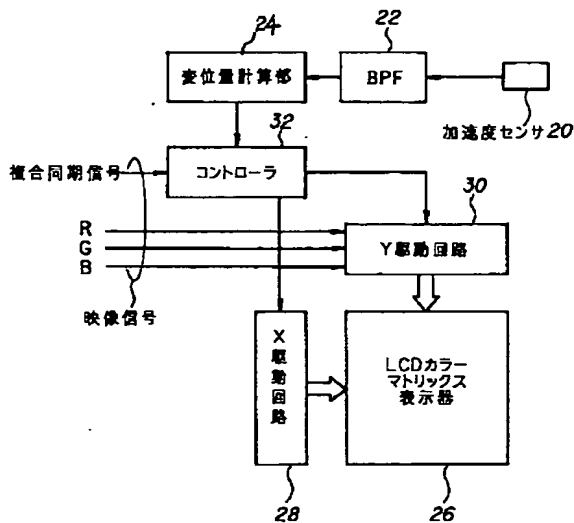 24
22
変位量計算部
BPF
加速度センサ20
32
複合同期信号
コントローラ
30
R
G
B
Y駆動回路
映像信号
X駆動回路
LCDカラー
マトリックス
表示器
28
26